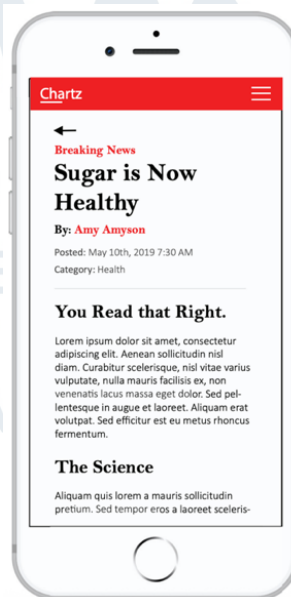 Chartz
Breaking News
Sugar is Now
Healthy
By: Amy Amyson
Posted: May 10th, 2019 7:30 AM
Category: Health
You Read that Right.
Lorem ipsum dolor sit amet, consectetur
adipiscing elit. Aenean sollicitudin nisl
diam. Curabitur scelerisque, nisl vitae varius
vulputate, nulla mauris facilisis ex, non
venenatis lacus massa eget dolor. Sed pel-
lentesque in augue et laoreet. Aliquam erat
volutpat. Sed efficitur est eu metus rhoncus
fermentum.
The Science
Aliquam quis lorem a mauris sollicitudin
pretium. Sed tempor eros a laoreet sceleris-